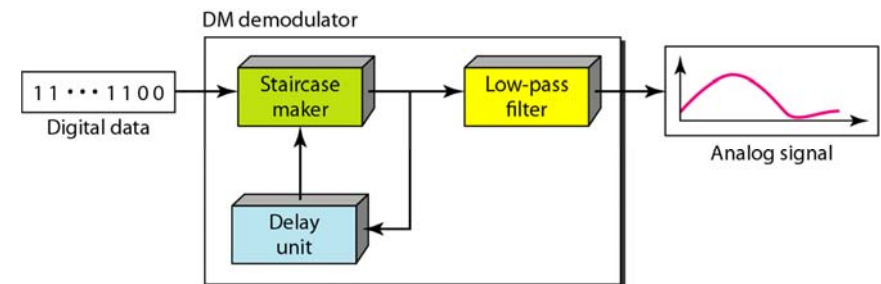 DM demodulator
11 ••• 1100
Digital data
Staircase
maker
Low-pass
filter
Analog signal
Delay
unit